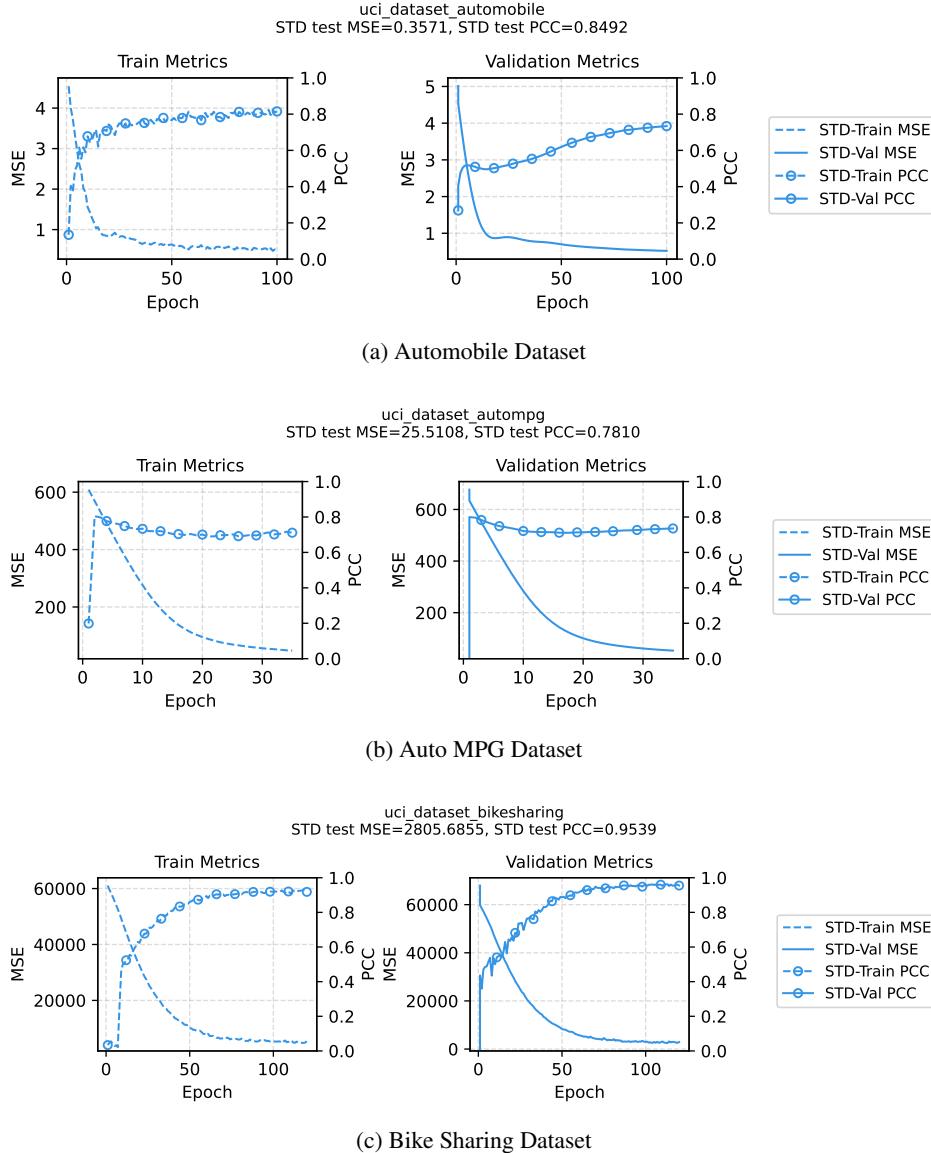 uci_dataset_automobile
STD test MSE=0.3571, STD test PCC=0.8492
Train Metrics
Validation Metrics
MSE
4
3
2
1
1.0
0.8
0.6
0.4
0.2
0.0
PCC
0 50 100
Epoch
MSE
5
4
3
2
1
1.0
0.8
0.6
0.4
0.2
0.0
PCC
0 50 100
Epoch
STD-Train MSE
STD-Val MSE
STD-Train PCC
STD-Val PCC
(a) Automobile Dataset
uci_dataset_autompg
STD test MSE=25.5108, STD test PCC=0.7810
Train Metrics
Validation Metrics
MSE
600
400
200
1.0
0.8
0.6
0.4
0.2
0.0
PCC
0 10 20 30
Epoch
MSE
600
400
200
1.0
0.8
0.6
0.4
0.2
0.0
PCC
0 10 20 30
Epoch
STD-Train MSE
STD-Val MSE
STD-Train PCC
STD-Val PCC
(b) Auto MPG Dataset
uci_dataset_bikesharing
STD test MSE=2805.6855, STD test PCC=0.9539
Train Metrics
Validation Metrics
MSE
60000
40000
20000
1.0
0.8
0.6
0.4
0.2
0.0
PCC
0 50 100
Epoch
MSE
60000
40000
20000
0
1.0
0.8
0.6
0.4
0.2
0.0
PCC
0 50 100
Epoch
STD-Train MSE
STD-Val MSE
STD-Train PCC
STD-Val PCC
(c) Bike Sharing Dataset